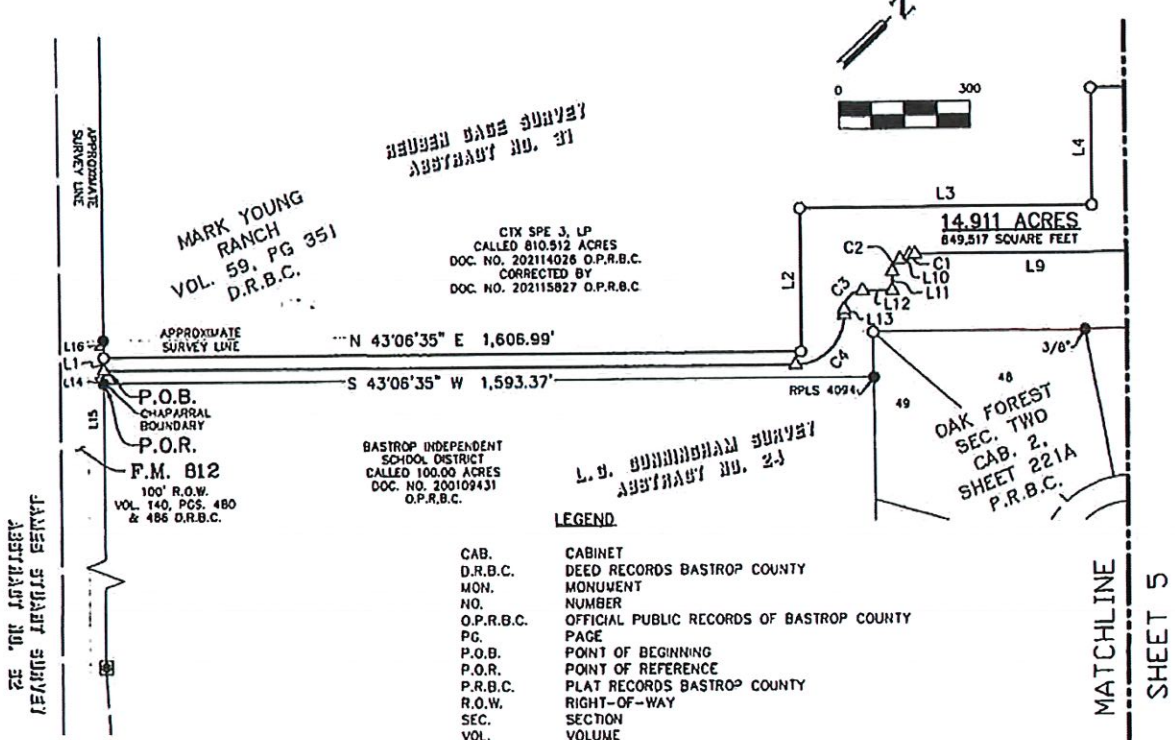 N
0 300
APPROXIMATE
SURVEY LINE
REUBEN GAGE SURVEY
ABSTRACT NO. 31
MARK YOUNG
RANCH
VOL. 59, PG 351
D.R.B.C.
CTX SPE 3, LP
CALLED 810.512 ACRES
DOC. NO. 202114026 O.P.R.B.C.
CORRECTED BY
DOC. NO. 202115827 O.P.R.B.C.
L4
L3
14.911 ACRES
649,517 SQUARE FEET
L2
C2
C1
L10
L9
L11
C3
L12
L13
C4
L16
APPROXIMATE
SURVEY LINE
N 43°06'35" E 1,606.99'
L1
L14
S 43°06'35" W 1,593.37'
RPLS 4094
3/8"
P.O.B.
CHAPARRAL
BOUNDARY
P.O.R.
L15
F.M. 812
100' R.O.W.
VOL. 140, PGS. 480
& 486 D.R.B.C.
BASTROP INDEPENDENT
SCHOOL DISTRICT
CALLED 100.00 ACRES
DOC. NO. 200109431
O.P.R.B.C.
L. C. CUNNINGHAM SURVEY
ABSTRACT NO. 24
49
48
OAK FOREST
SEC. TWO
CAB. 2,
SHEET 221A
P.R.B.C.
JAMES STUART SURVEY
ABSTRACT NO.
LEGEND
CAB. CABINET
D.R.B.C. DEED RECORDS BASTROP COUNTY
MON. MONUMENT
NO. NUMBER
O.P.R.B.C. OFFICIAL PUBLIC RECORDS OF BASTROP COUNTY
PG. PAGE
P.O.B. POINT OF BEGINNING
P.O.R. POINT OF REFERENCE
P.R.B.C. PLAT RECORDS BASTROP COUNTY
R.O.W. RIGHT-OF-WAY
SEC. SECTION
VOL. VOLUME
MATCHLINE
SHEET 5